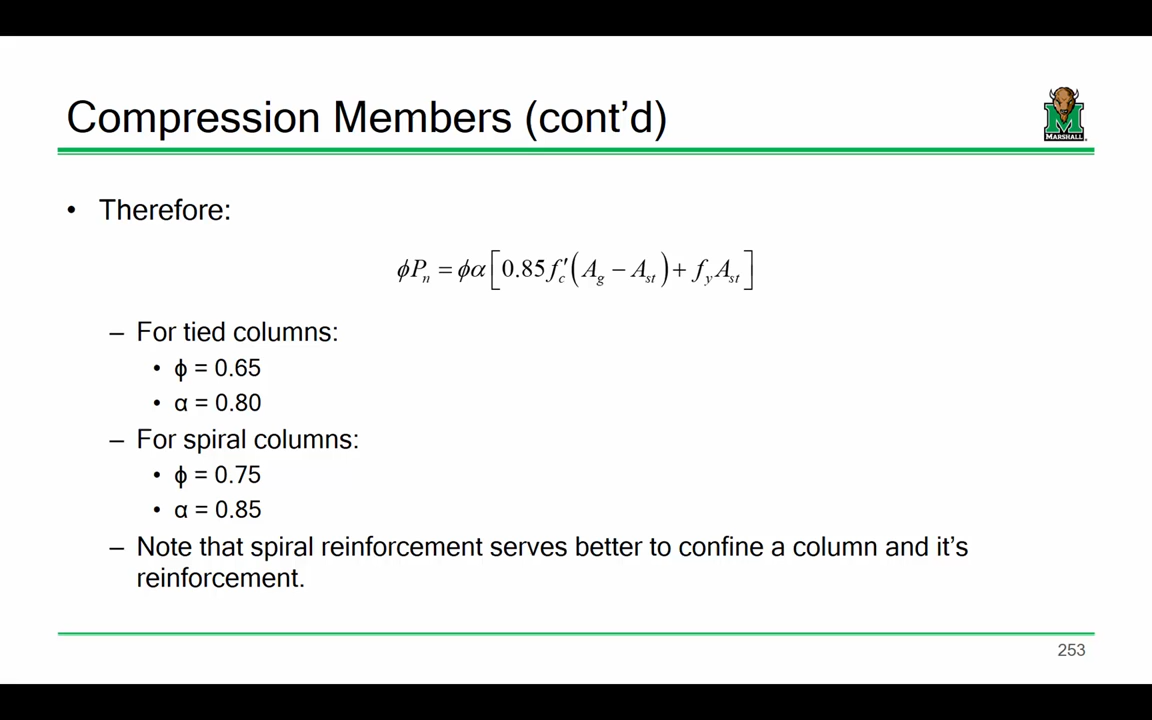 Compression Members (cont’d)
MARSHALL
• Therefore:
ϕPₙ = ϕα[0.85f′c(Ag − Ast) + fyAst]
– For tied columns:
• ϕ = 0.65
• α = 0.80
– For spiral columns:
• ϕ = 0.75
• α = 0.85
– Note that spiral reinforcement serves better to confine a column and it’s
reinforcement.
253